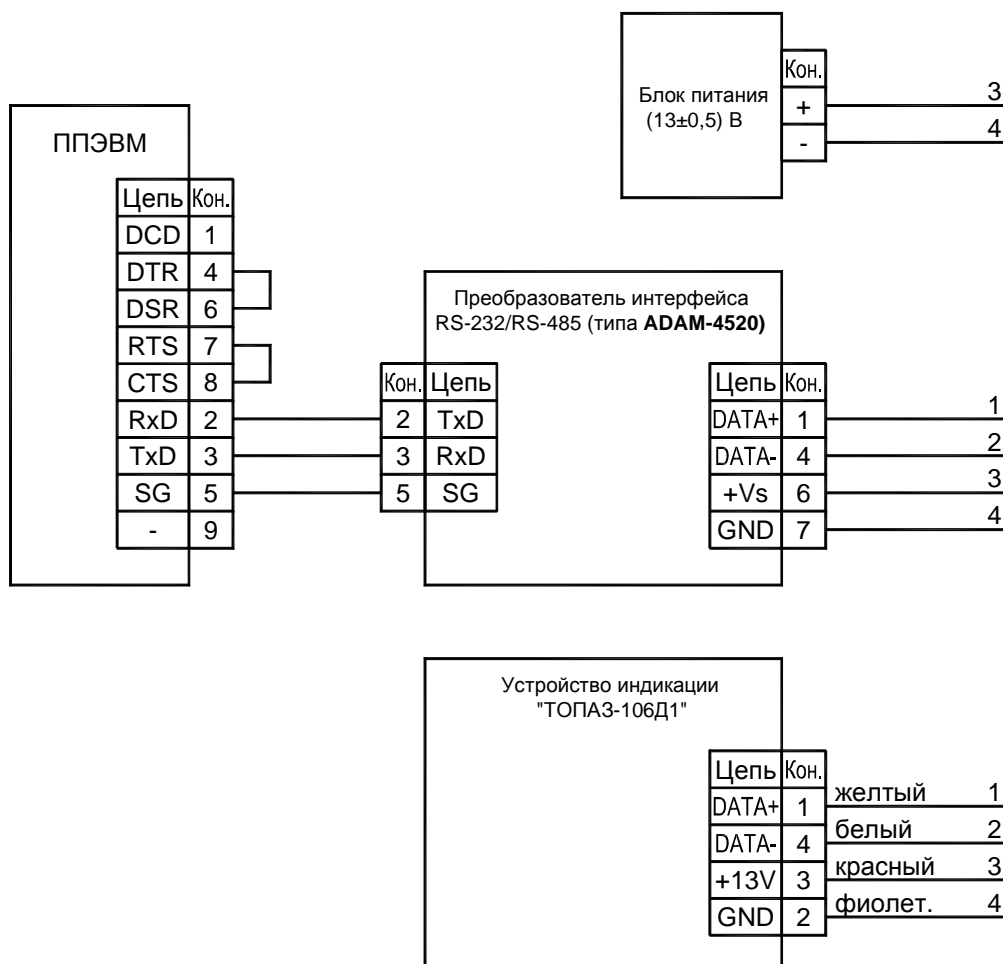 Блок питания
(13±0,5) В
Кон.
+ 3
- 4
ППЭВМ
Цепь Кон.
DCD 1
DTR 4
DSR 6
RTS 7
CTS 8
RxD 2
TxD 3
SG 5
- 9
Преобразователь интерфейса
RS-232/RS-485 (типа ADAM-4520)
Кон. Цепь
2 TxD
3 RxD
5 SG
Цепь Кон.
DATA+ 1 1
DATA- 4 2
+Vs 6 3
GND 7 4
Устройство индикации
"ТОПАЗ-106Д1"
Цепь Кон.
DATA+ 1 желтый 1
DATA- 4 белый 2
+13V 3 красный 3
GND 2 фиолет. 4